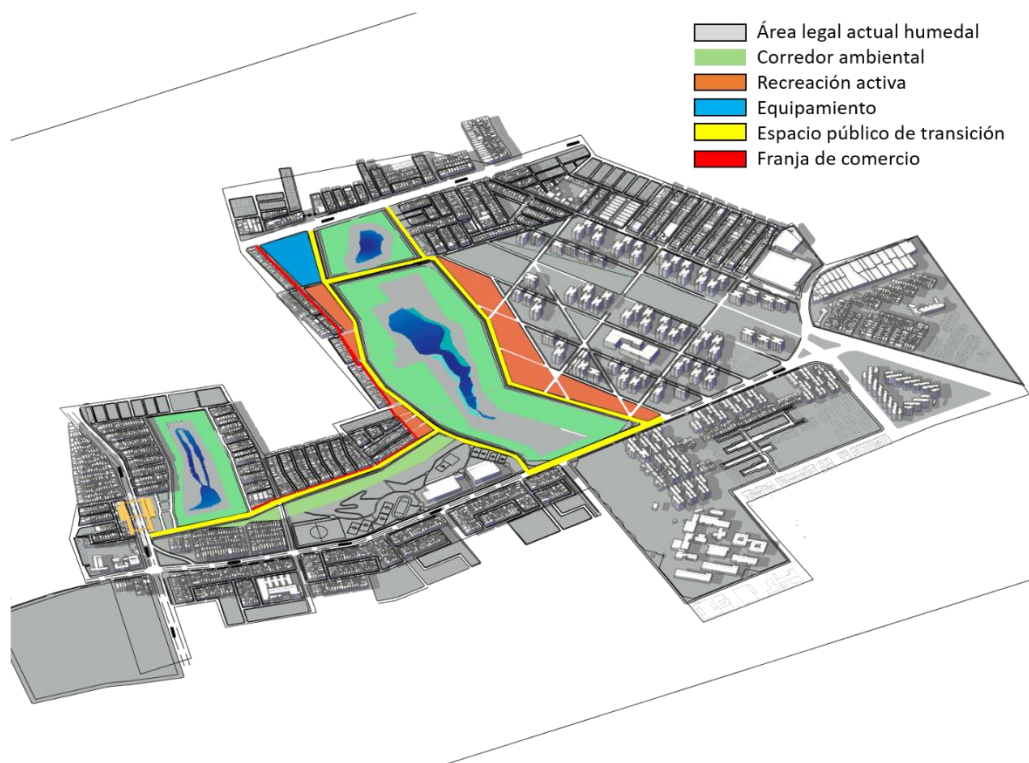 Área legal actual humedal
Corredor ambiental
Recreación activa
Equipamiento
Espacio público de transición
Franja de comercio